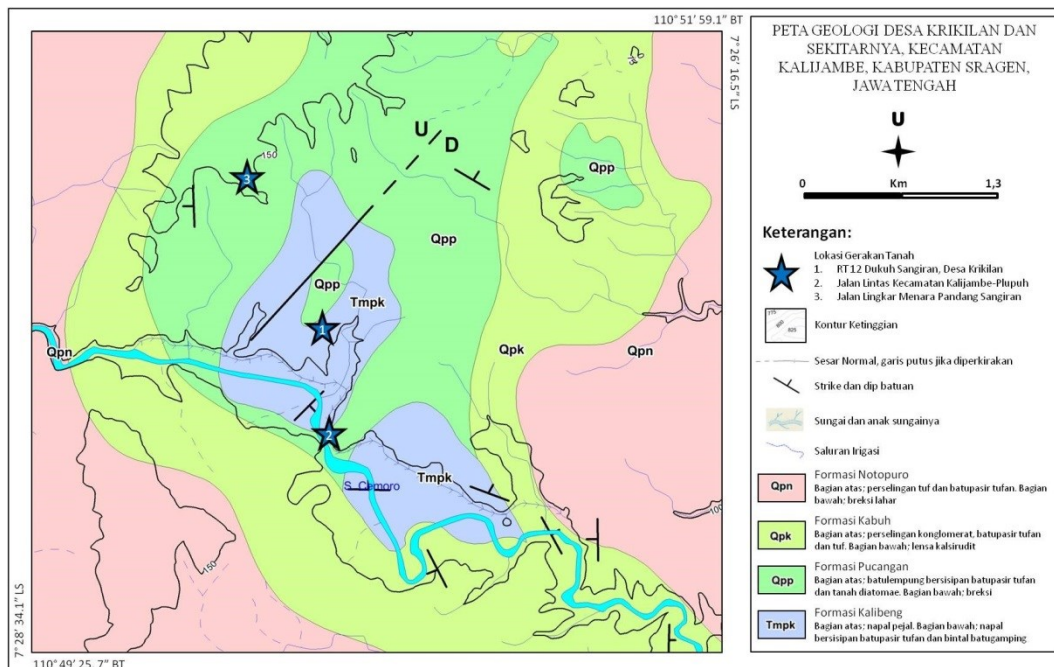 110° 51' 59.1" BT
7° 26' 16.5" LS
150
U
D
3
Qpp
Qpp
Qpp
Tmpk
1
Qpn
Qpk
Qpn
2
Tmpk
S. Cemoro
150
7° 28' 34.1" LS
110° 49' 25. 7" BT
PETA GEOLOGI DESA KRIKILAN DAN
SEKITARNYA, KECAMATAN
KALIJAMBE, KABUPATEN SRAGEN,
JAWA TENGAH
U
0 Km 1,3
Keterangan:
Lokasi Gerakan Tanah
1. RT 12 Dukuh Sangiran, Desa Krikilan
2. Jalan Lintas Kecamatan Kalijambe-Plupuh
3. Jalan Lingkar Menara Pandang Sangiran
775
800
825
Kontur Ketinggian
Sesar Normal, garis putus jika diperkirakan
Strike dan dip batuan
Sungai dan anak sungainya
Saluran Irigasi
Qpn
Formasi Notopuro
Bagian atas; perselingan tuf dan batupasir tufan. Bagian
bawah; breksi lahar
Qpk
Formasi Kabuh
Bagian atas; perselingan konglomerat, batupasir tufan
dan tuf. Bagian bawah; lensa kalsirudit
Qpp
Formasi Pucangan
Bagian atas; batulempung bersisipan batupasir tufan
dan tanah diatomae. Bagian bawah; breksi
Tmpk
Formasi Kalibeng
Bagian atas; napal pejal. Bagian bawah; napal
bersisipan batupasir tufan dan bintal batugamping